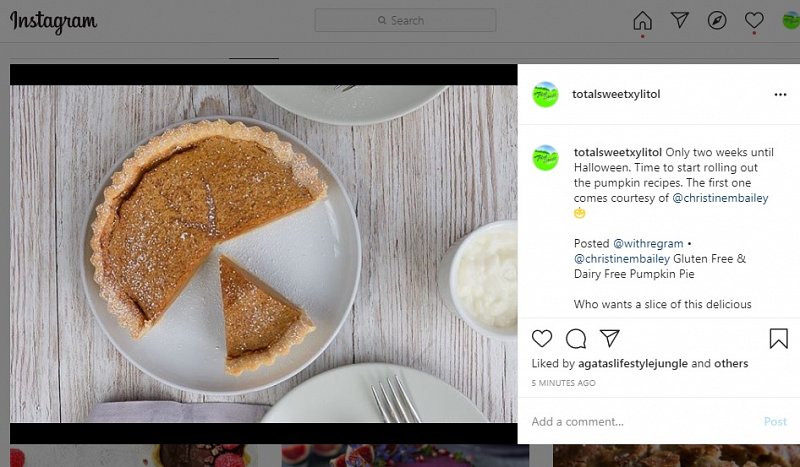 Instagram
Search
totalsweetxylitol
totalsweetxylitol Only two weeks until
Halloween. Time to start rolling out
the pumpkin recipes. The first one
comes courtesy of @christinembailey
🎃
Posted @withregram •
@christinembailey Gluten Free &
Dairy Free Pumpkin Pie
Who wants a slice of this delicious
Liked by agataslifestylejungle and others
5 MINUTES AGO
Add a comment...
Post